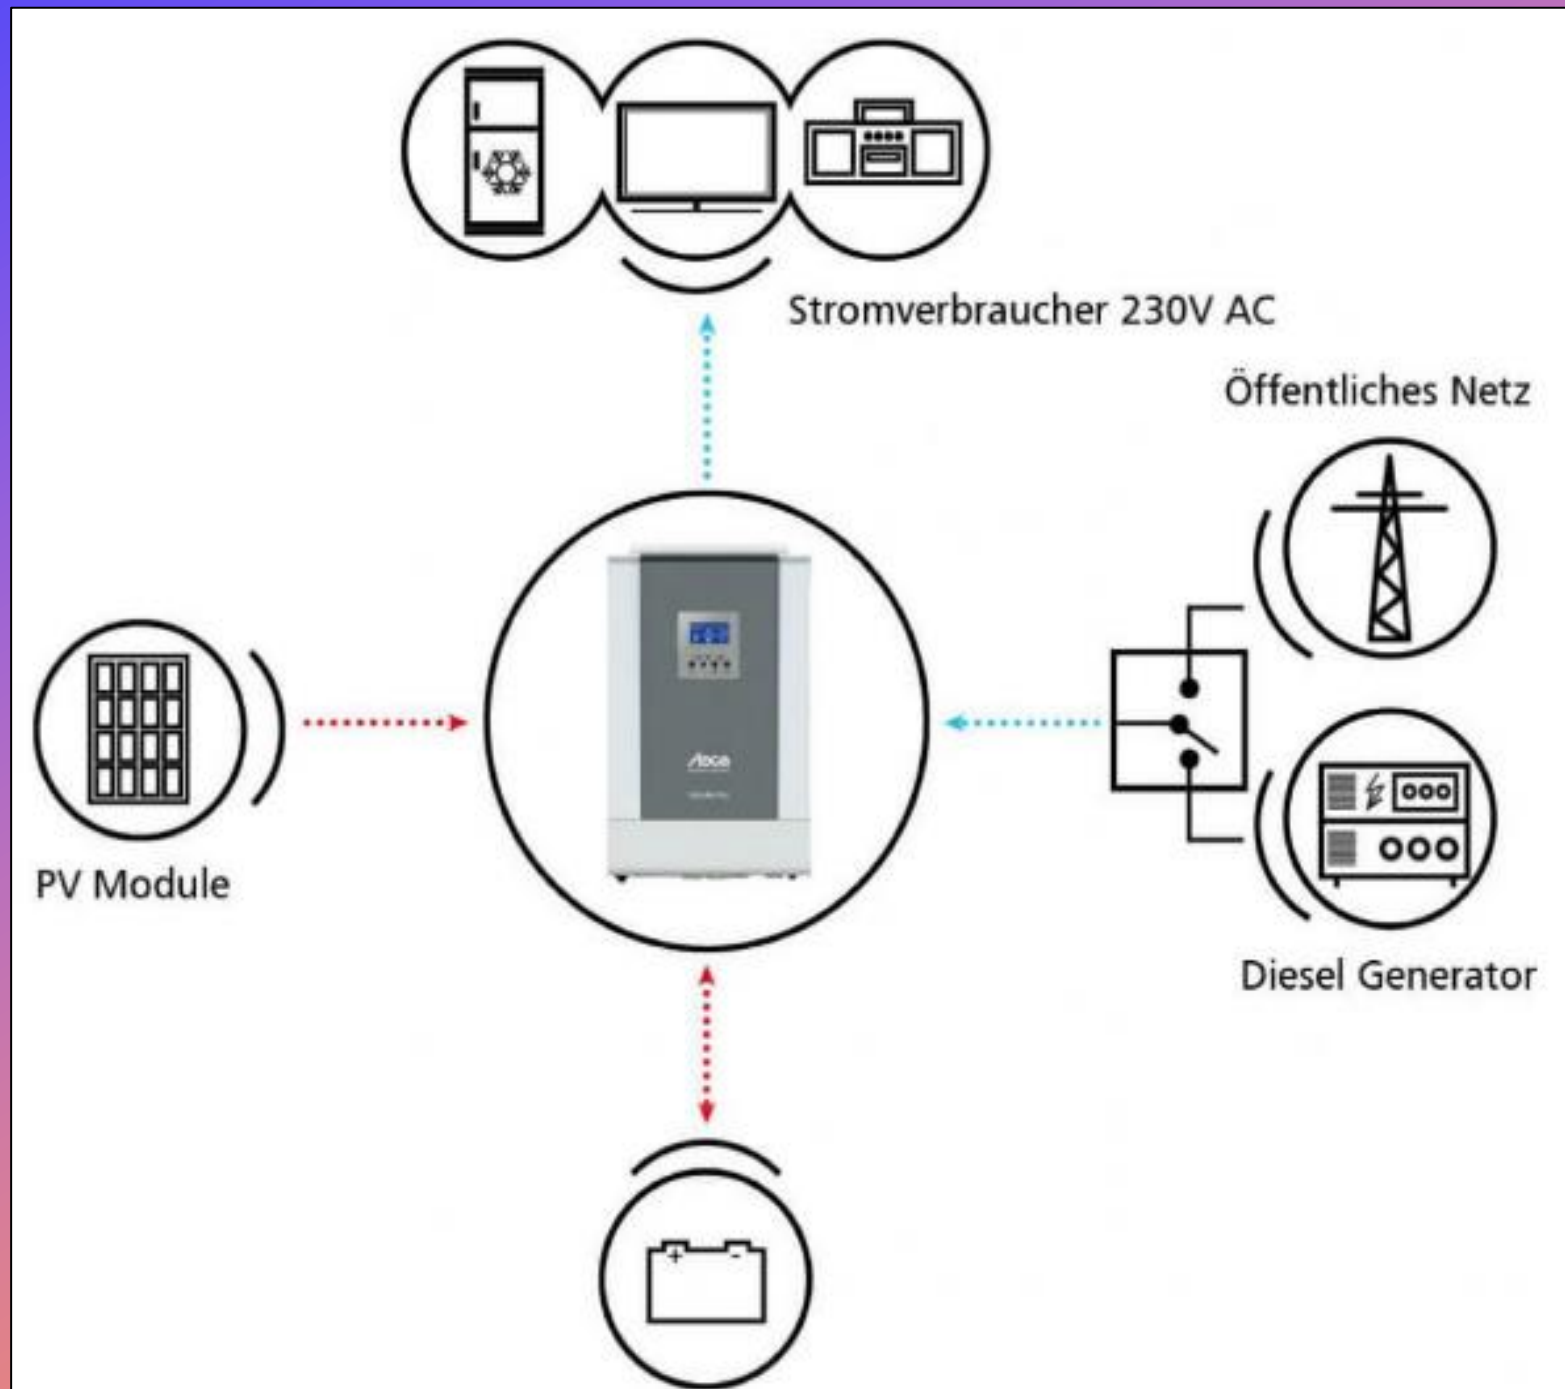 Stromverbraucher 230V AC
Öffentliches Netz
PV Module
Diesel Generator
+ -